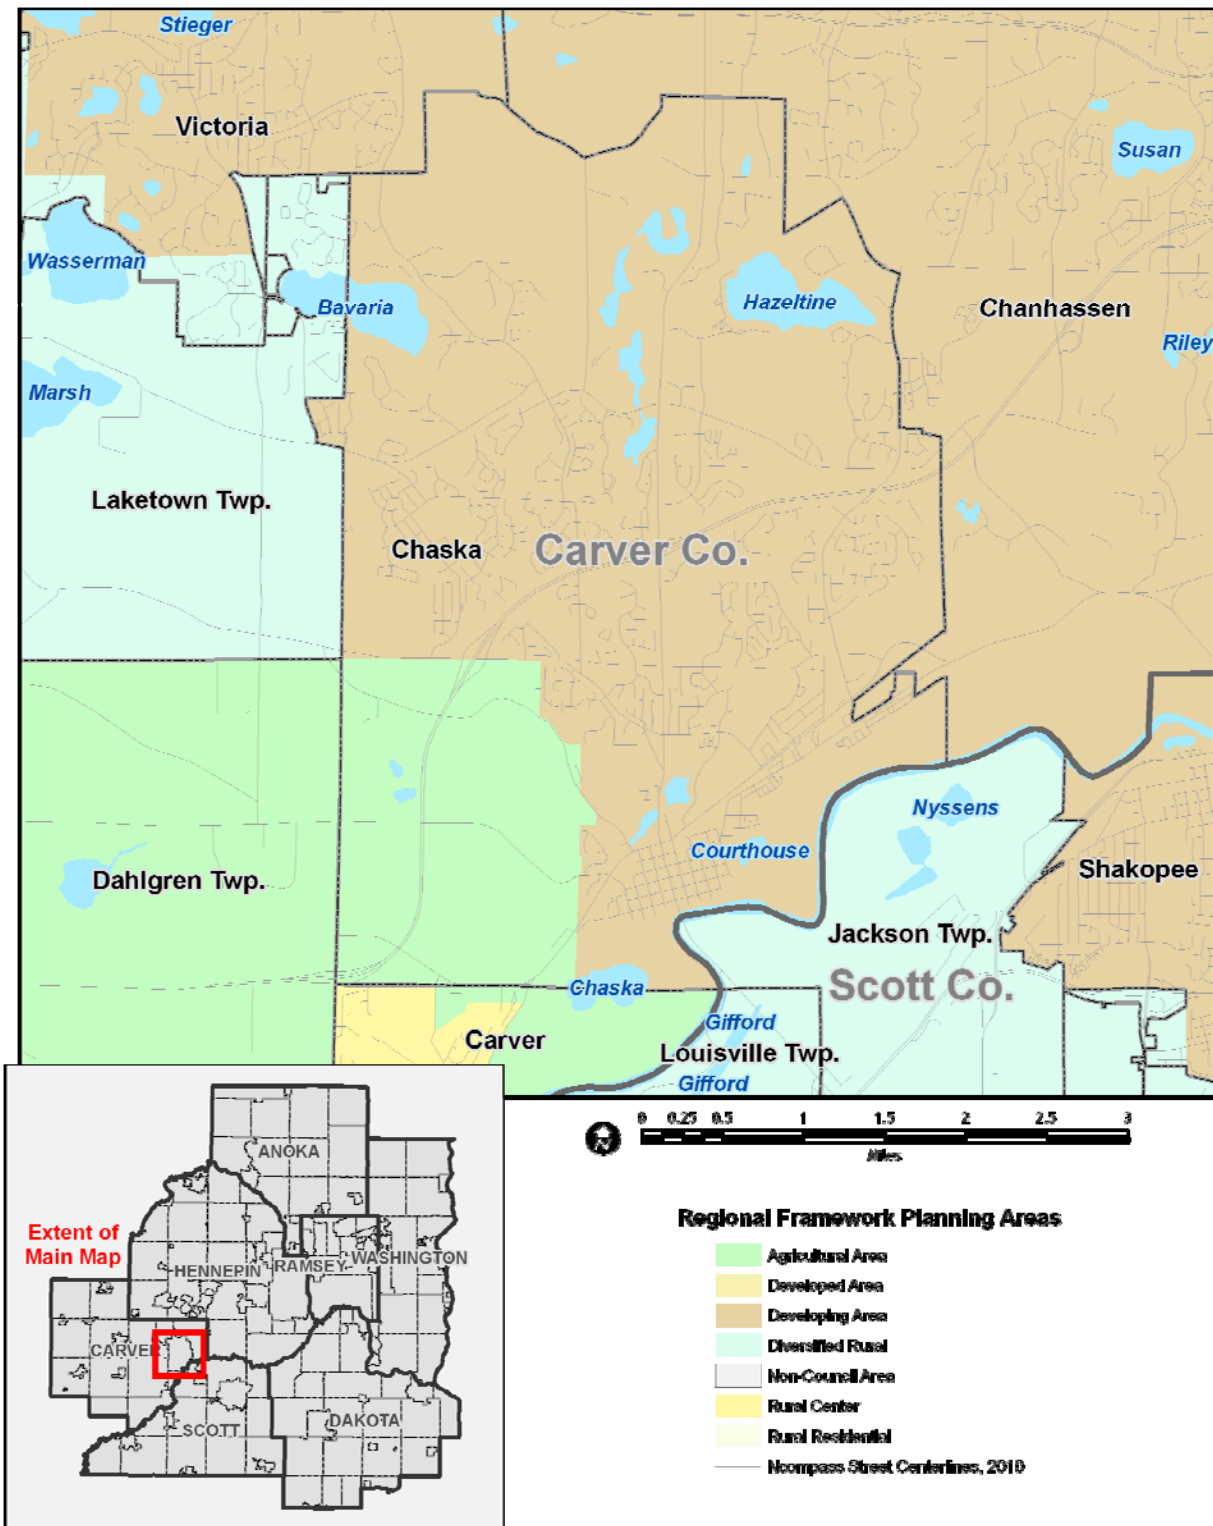 Stieger
Victoria
Susan
Wasserman
Bavaria
Hazeltine
Chanhassen
Riley
Marsh
Laketown Twp.
Chaska
Carver Co.
Nyssens
Courthouse
Dahlgren Twp.
Shakopee
Jackson Twp.
Scott Co.
Chaska
Gifford
Carver
Louisville Twp.
Gifford
0 0.25 0.5 1 1.5 2 2.5 3
Miles
N
Extent of
Main Map
ANOKA
HENNEPIN
RAMSEY
WASHINGTON
CARVER
SCOTT
DAKOTA
Regional Framework Planning Areas
Agricultural Area
Developed Area
Developing Area
Diversified Rural
Non-Council Area
Rural Center
Rural Residential
Ncompass Street Centerlines, 2010